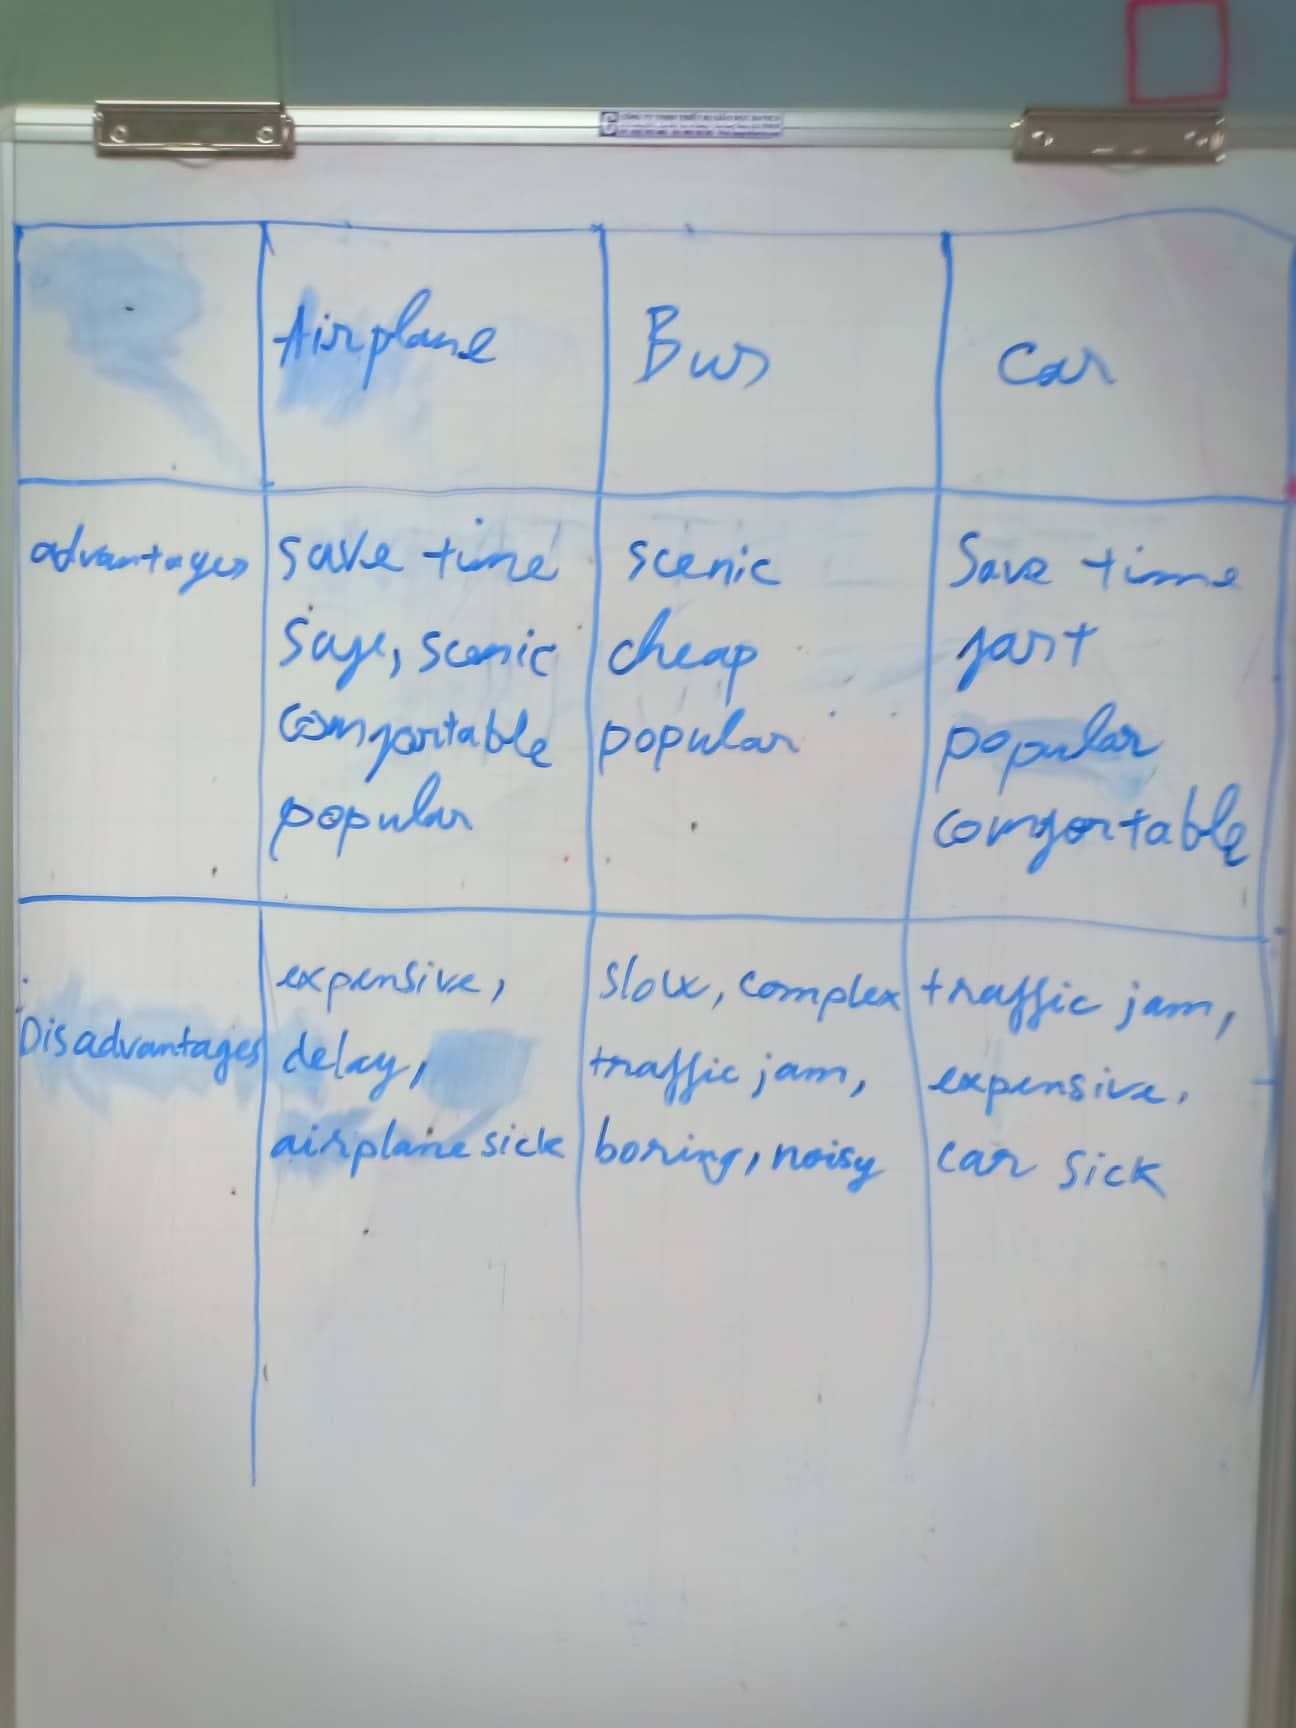 Airplane Bus Car
advantages save time scenic Save time
safe, scenic cheap fast
comfortable popular popular
popular comfortable
expensive, slow, complex traffic jam,
Disadvantages delay, traffic jam, expensive,
airplane sick boring, noisy car sick